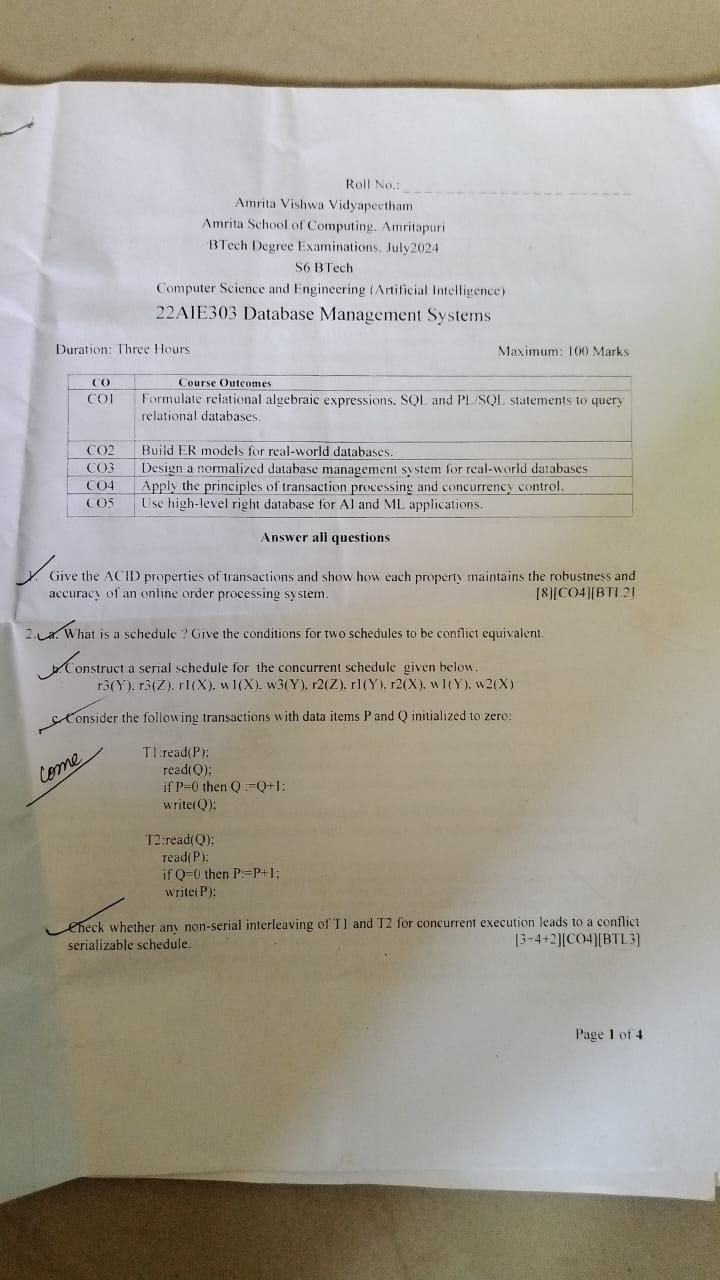 Roll No.:
Amrita Vishwa Vidyapeetham
Amrita School of Computing, Amritapuri
BTech Degree Examinations, July2024
S6 BTech
Computer Science and Engineering (Artificial Intelligence)
22AIE303 Database Management Systems
Duration: Three Hours Maximum: 100 Marks
CO Course Outcomes
CO1 Formulate relational algebraic expressions, SQL and PL/SQL statements to query
relational databases.
CO2 Build ER models for real-world databases.
CO3 Design a normalized database management system for real-world databases
CO4 Apply the principles of transaction processing and concurrency control.
CO5 Use high-level right database for AI and ML applications.
Answer all questions
1. Give the ACID properties of transactions and show how each property maintains the robustness and
accuracy of an online order processing system. [8][CO4][BTL2]
2. a. What is a schedule ? Give the conditions for two schedules to be conflict equivalent.
b. Construct a serial schedule for the concurrent schedule given below.
r3(Y), r3(Z), r1(X), w1(X), w3(Y), r2(Z), r1(Y), r2(X), w1(Y), w2(X)
c. Consider the following transactions with data items P and Q initialized to zero:
come
T1:read(P);
read(Q);
if P=0 then Q :=Q+1;
write(Q);
T2:read(Q);
read(P);
if Q=0 then P:=P+1;
write(P);
Check whether any non-serial interleaving of T1 and T2 for concurrent execution leads to a conflict
serializable schedule. [3+4+2][CO4][BTL3]
Page 1 of 4